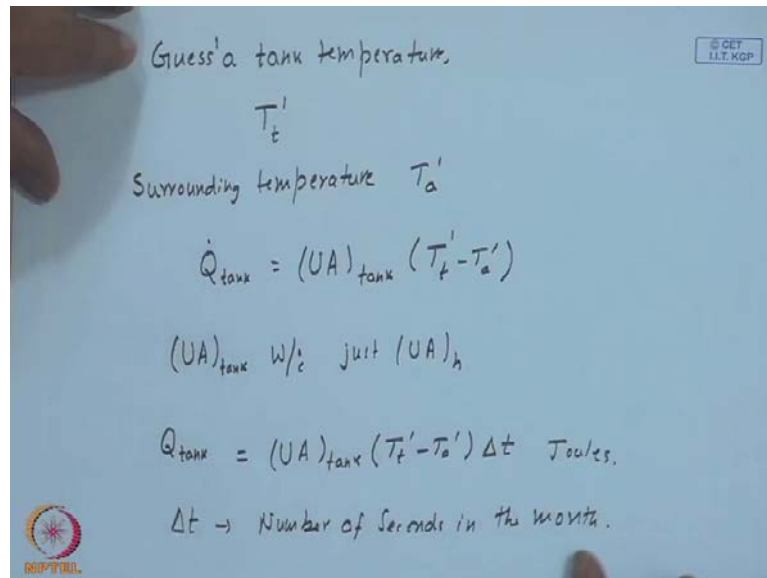 Guess'a tank temperature,
© CET
I.I.T. KGP
T_t'
Surrounding temperature T_a'
Q̇_tank = (UA)_tank (T_t' - T_a')
(UA)_tank W/°c just (UA)_h
Q_tank = (UA)_tank (T_t' - T_a') Δt Joules.
Δt → Number of Seconds in the month.
NPTEL